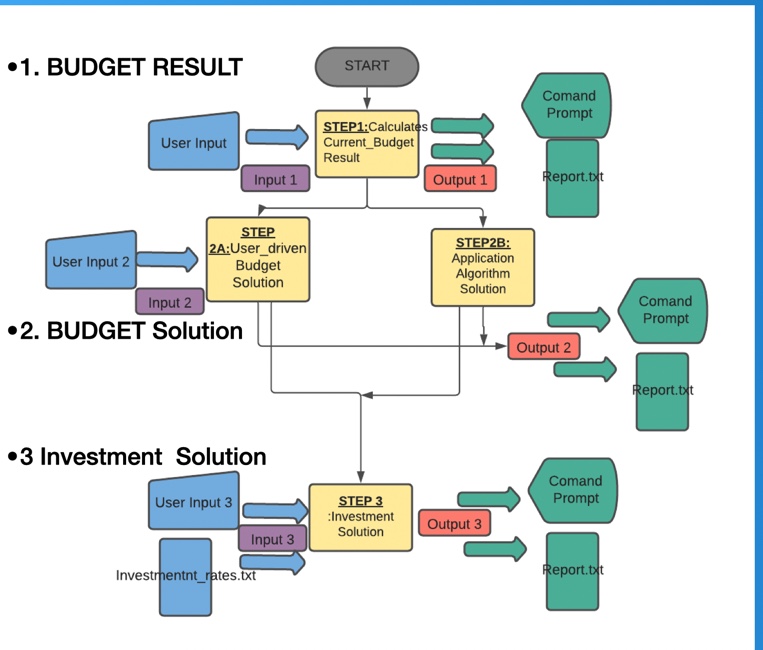 •1. BUDGET RESULT
START
User Input
Input 1
STEP1:Calculates
Current_Budget
Result
Output 1
Comand
Prompt
Report.txt
User Input 2
Input 2
STEP
2A:User_driven
Budget
Solution
STEP2B:
Application
Algorithm
Solution
•2. BUDGET Solution
Output 2
Comand
Prompt
Report.txt
•3 Investment Solution
User Input 3
Input 3
Investmentnt_rates.txt
STEP 3
:Investment
Solution
Output 3
Comand
Prompt
Report.txt